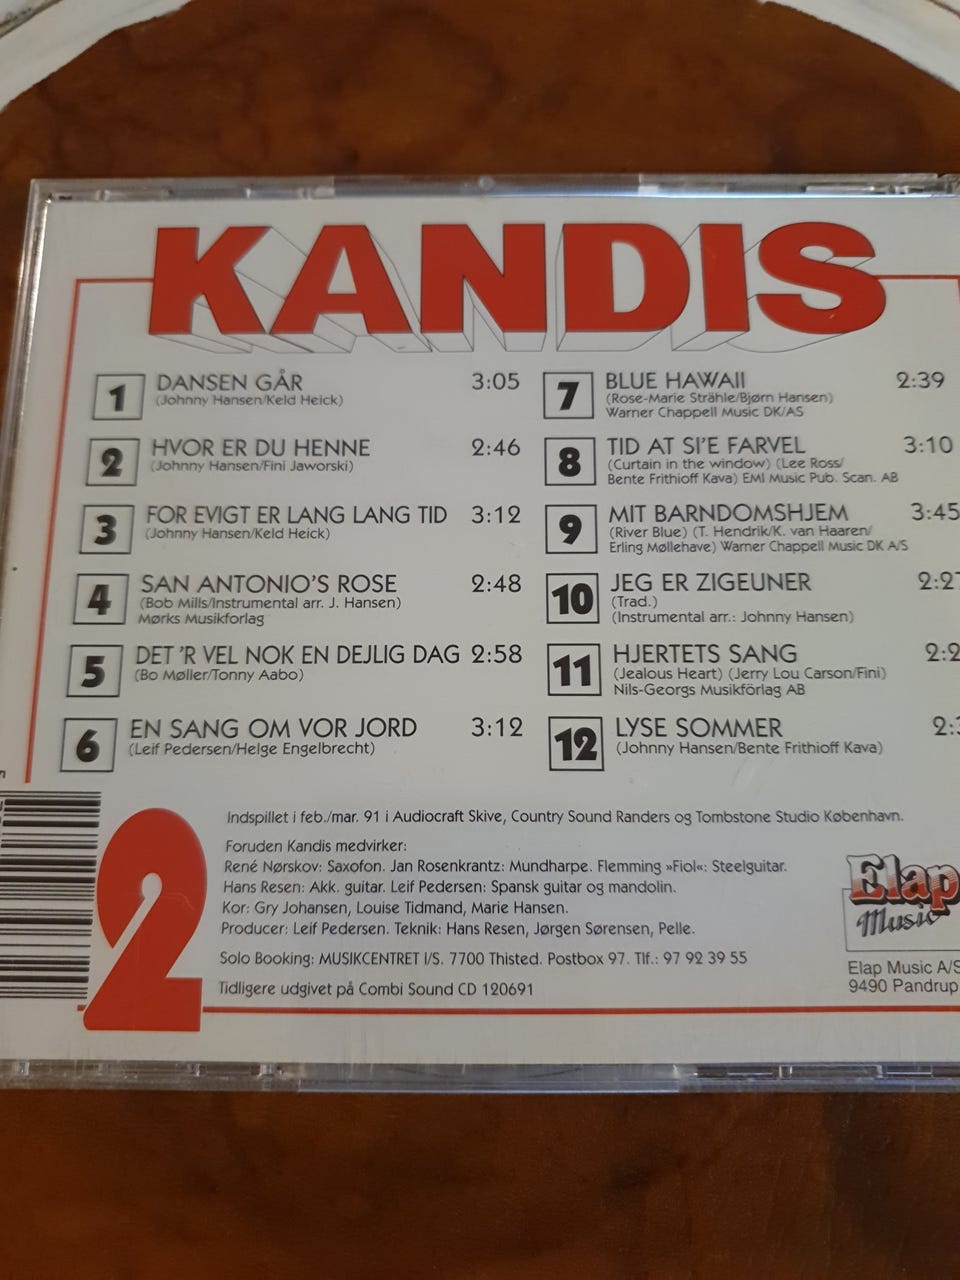 KANDIS
1 DANSEN GÅR 3:05
(Johnny Hansen/Keld Heick)
2 HVOR ER DU HENNE 2:46
(Johnny Hansen/Fini Jaworski)
3 FOR EVIGT ER LANG LANG TID 3:12
(Johnny Hansen/Keld Heick)
4 SAN ANTONIO'S ROSE 2:48
(Bob Mills/Instrumental arr. J. Hansen)
Mørks Musikforlag
5 DET 'R VEL NOK EN DEJLIG DAG 2:58
(Bo Møller/Tonny Aabo)
6 EN SANG OM VOR JORD 3:12
(Leif Pedersen/Helge Engelbrecht)
7 BLUE HAWAII 2:39
(Rose-Marie Strähle/Bjørn Hansen)
Warner Chappell Music DK/AS
8 TID AT SI'E FARVEL 3:10
(Curtain in the window) (Lee Ross/
Bente Frithioff Kava) EMI Music Pub. Scan. AB
9 MIT BARNDOMSHJEM 3:45
(River Blue) (T. Hendrik/K. van Haaren/
Erling Møllehave) Warner Chappell Music DK A/S
10 JEG ER ZIGEUNER 2:27
(Trad.)
(Instrumental arr.: Johnny Hansen)
11 HJERTETS SANG
(Jealous Heart) (Jerry Lou Carson/Fini)
Nils-Georgs Musikförlag AB
12 LYSE SOMMER
(Johnny Hansen/Bente Frithioff Kava)
2
Indspillet i feb./mar. 91 i Audiocraft Skive, Country Sound Randers og Tombstone Studio København.
Foruden Kandis medvirker:
René Nørskov: Saxofon. Jan Rosenkrantz: Mundharpe. Flemming »Fiol«: Steelguitar.
Hans Resen: Akk. guitar. Leif Pedersen: Spansk guitar og mandolin.
Kor: Gry Johansen, Louise Tidmand, Marie Hansen.
Producer: Leif Pedersen. Teknik: Hans Resen, Jørgen Sørensen, Pelle.
Solo Booking: MUSIKCENTRET I/S. 7700 Thisted. Postbox 97. Tlf.: 97 92 39 55
Tidligere udgivet på Combi Sound CD 120691
Elap
Music
Elap Music A/S
9490 Pandrup